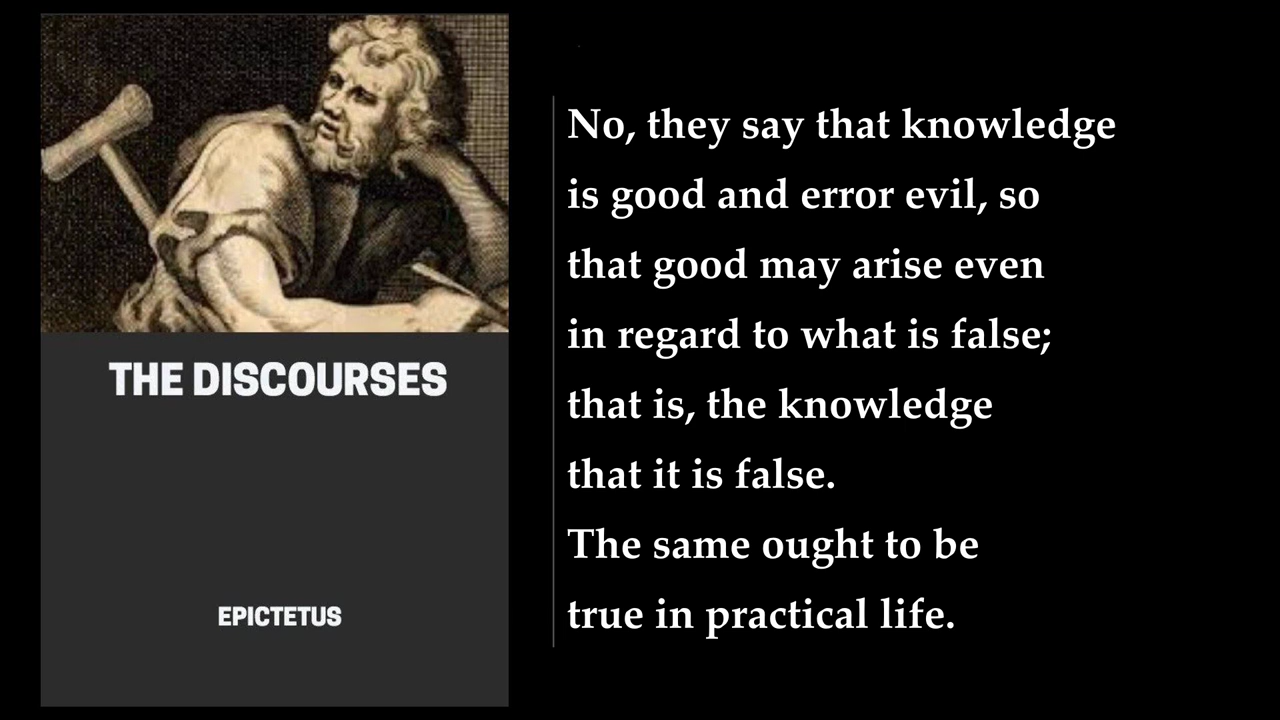 THE DISCOURSES
EPICTETUS
No, they say that knowledge
is good and error evil, so
that good may arise even
in regard to what is false;
that is, the knowledge
that it is false.
The same ought to be
true in practical life.